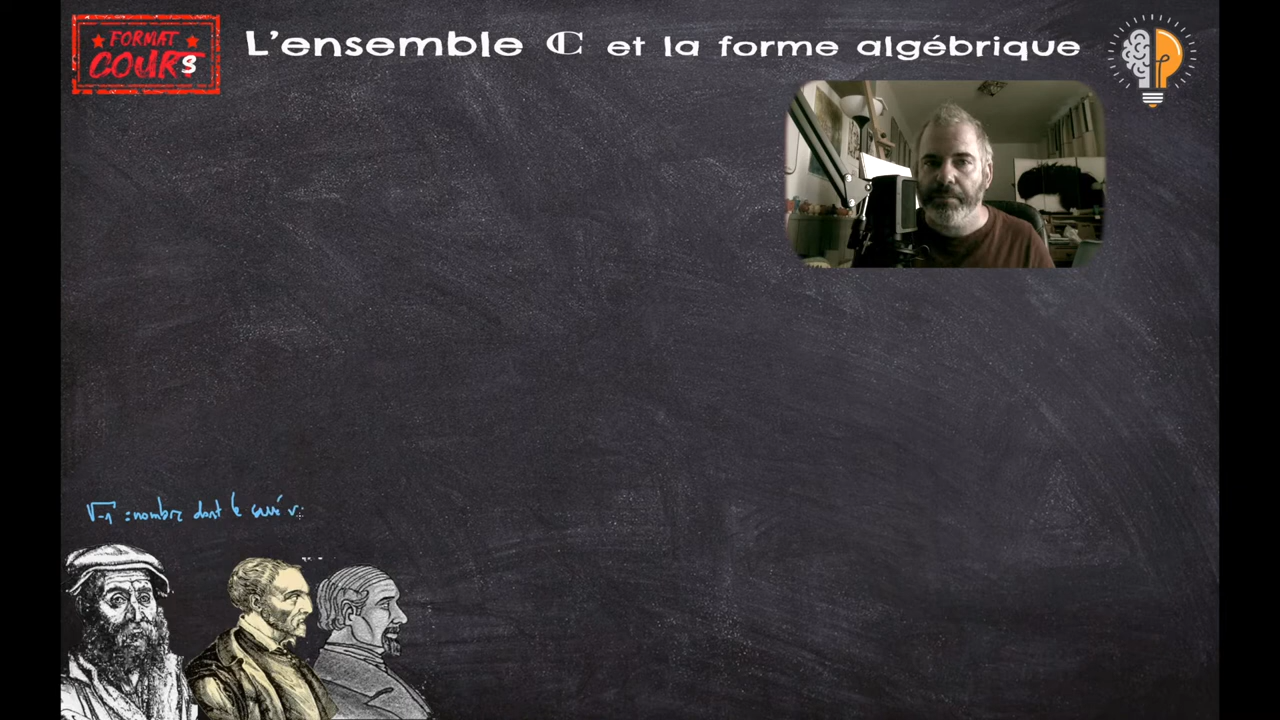 FORMAT
COURS
L'ensemble ℂ et la forme algébrique
√-1 : nombre dont le carré v